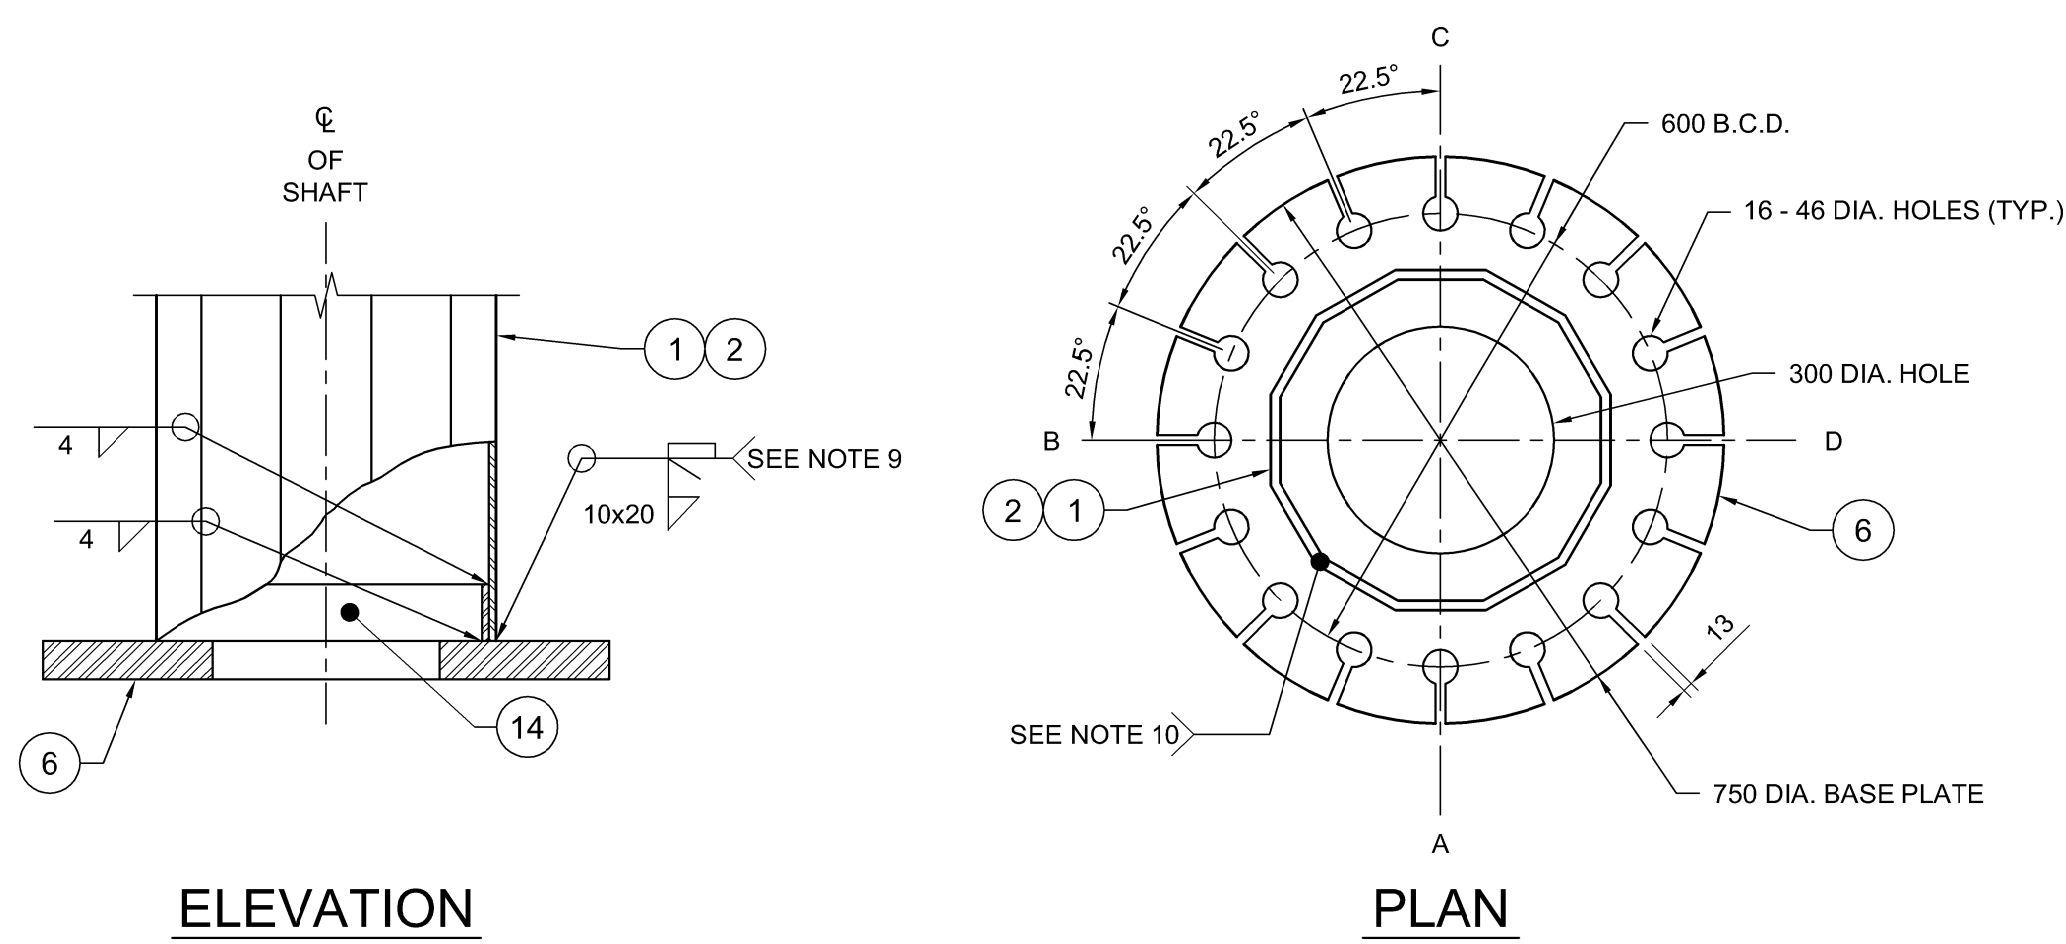 ℄
OF
SHAFT
1 2
4
4
SEE NOTE 9
10x20
14
6
ELEVATION
C
22.5°
22.5°
22.5°
22.5°
600 B.C.D.
16 - 46 DIA. HOLES (TYP.)
300 DIA. HOLE
B
D
2 1
6
13
SEE NOTE 10
750 DIA. BASE PLATE
A
PLAN